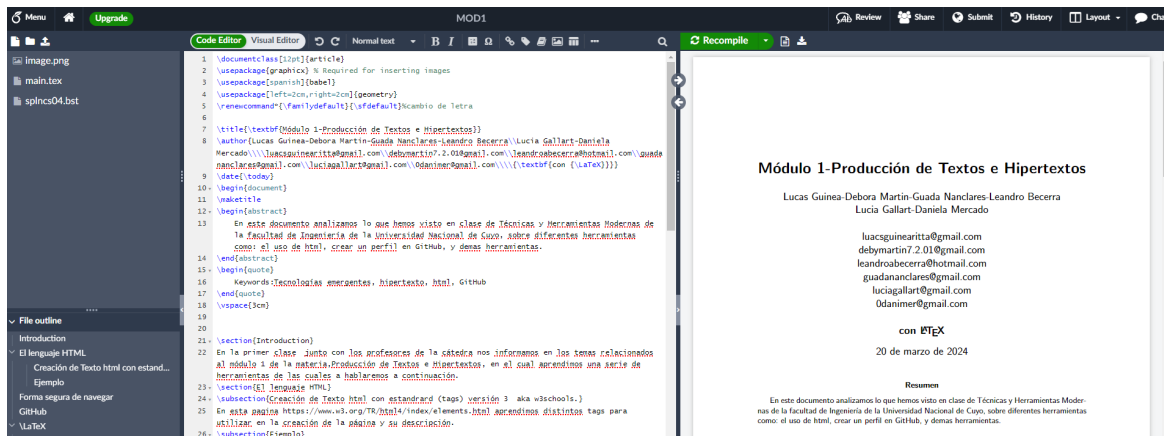 Menu
Upgrade
MOD1
Review
Share
Submit
History
Layout
Code Editor
Visual Editor
Normal text
B I
Ω
Recompile
image.png
main.tex
splncs04.bst
File outline
Introduction
El lenguaje HTML
Creación de Texto html con estand...
Ejemplo
Forma segura de navegar
GitHub
\LaTeX
1 \documentclass[12pt]{article}
2 \usepackage{graphicx} % Required for inserting images
3 \usepackage[spanish]{babel}
4 \usepackage[left=2cm,right=2cm]{geometry}
5 \renewcommand*{\familydefault}{\sfdefault}%cambio de letra
6
7 \title{\textbf{Módulo 1-Producción de Textos e Hipertextos}}
8 \author{Lucas Guinea-Debora Martin-Guada Nanclares-Leandro Becerra\\Lucia Gallart-Daniela
Mercado\\\\luacsguinearitta@gmail.com\\debymartin7.2.01@gmail.com\\leandroabecerra@hotmail.com\\guada
nanclares@gmail.com\\luciagallart@gmail.com\\0danimer@gmail.com\\\\{\textbf{con {\LaTeX}}}}
9 \date{\today}
10 \begin{document}
11 \maketitle
12 \begin{abstract}
13 En este documento analizamos lo que hemos visto en clase de Técnicas y Herramientas Modernas de
la facultad de Ingeniería de la Universidad Nacional de Cuyo, sobre diferentes herramientas
como: el uso de html, crear un perfil en GitHub, y demas herramientas.
14 \end{abstract}
15 \begin{quote}
16 Keywords:Tecnologías emergentes, hipertexto, html, GitHub
17 \end{quote}
18 \vspace{3cm}
19
20
21 \section{Introduction}
22 En la primer clase junto con los profesores de la cátedra nos informamos en los temas relacionados
al módulo 1 de la materia.Producción de Textos e Hipertextos, en el cual aprendimos una serie de
herramientas de las cuales a hablaremos a continuación.
23 \section{El lenguaje HTML}
24 \subsection{Creación de Texto html con estandrard (tags) versión 3 aka w3schools.}
25 En esta pagina https://www.w3.org/TR/html4/index/elements.html aprendimos distintos tags para
utilizar en la creación de la página y su descripción.
26 \subsection{Ejemplo}
Módulo 1-Producción de Textos e Hipertextos
Lucas Guinea-Debora Martin-Guada Nanclares-Leandro Becerra
Lucia Gallart-Daniela Mercado
luacsguinearitta@gmail.com
debymartin7.2.01@gmail.com
leandroabecerra@hotmail.com
guadananclares@gmail.com
luciagallart@gmail.com
0danimer@gmail.com
con LATEX
20 de marzo de 2024
Resumen
En este documento analizamos lo que hemos visto en clase de Técnicas y Herramientas Moder-
nas de la facultad de Ingeniería de la Universidad Nacional de Cuyo, sobre diferentes herramientas
como: el uso de html, crear un perfil en GitHub, y demas herramientas.